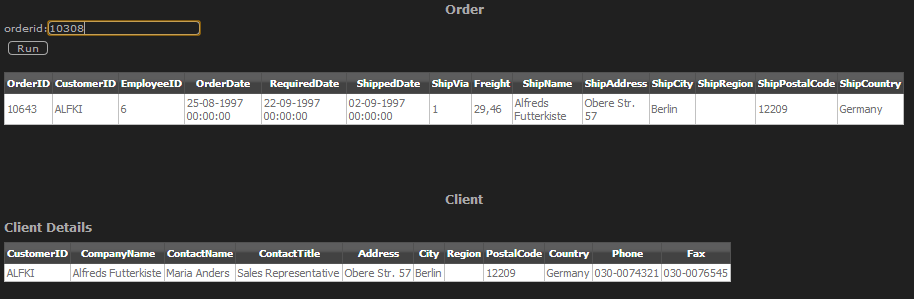 Order
orderid: 10308
Run
OrderID CustomerID EmployeeID OrderDate RequiredDate ShippedDate ShipVia Freight ShipName ShipAddress ShipCity ShipRegion ShipPostalCode ShipCountry
10643 ALFKI 6 25-08-1997 00:00:00 22-09-1997 00:00:00 02-09-1997 00:00:00 1 29,46 Alfreds Futterkiste Obere Str. 57 Berlin 12209 Germany
Client
Client Details
CustomerID CompanyName ContactName ContactTitle Address City Region PostalCode Country Phone Fax
ALFKI Alfreds Futterkiste Maria Anders Sales Representative Obere Str. 57 Berlin 12209 Germany 030-0074321 030-0076545